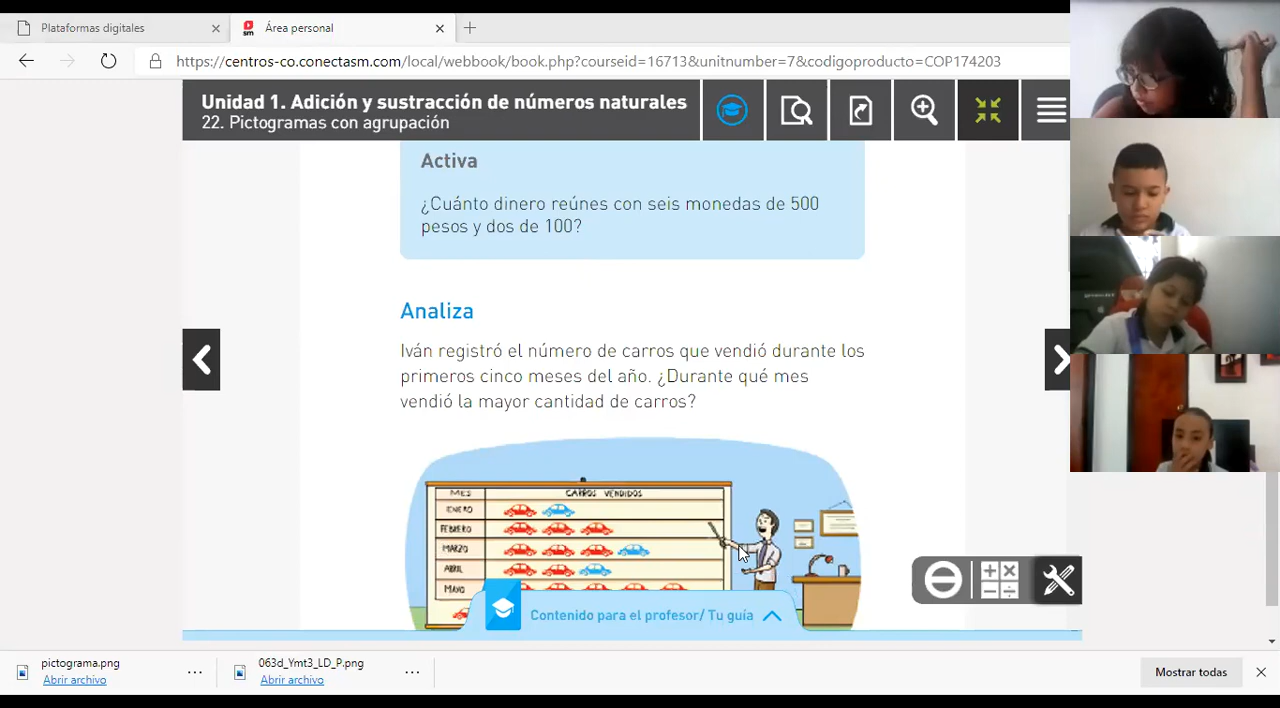 Plataformas digitales
Área personal
https://centros-co.conectasm.com/local/webbook/book.php?courseid=16713&unitnumber=7&codigoproducto=COP174203
Unidad 1. Adición y sustracción de números naturales
22. Pictogramas con agrupación
Activa
¿Cuánto dinero reúnes con seis monedas de 500
pesos y dos de 100?
Analiza
Iván registró el número de carros que vendió durante los
primeros cinco meses del año. ¿Durante qué mes
vendió la mayor cantidad de carros?
MES CARROS VENDIDOS
ENERO
FEBRERO
MARZO
ABRIL
MAYO
Contenido para el profesor/ Tu guía
pictograma.png
Abrir archivo
063d_Ymt3_LD_P.png
Abrir archivo
Mostrar todas